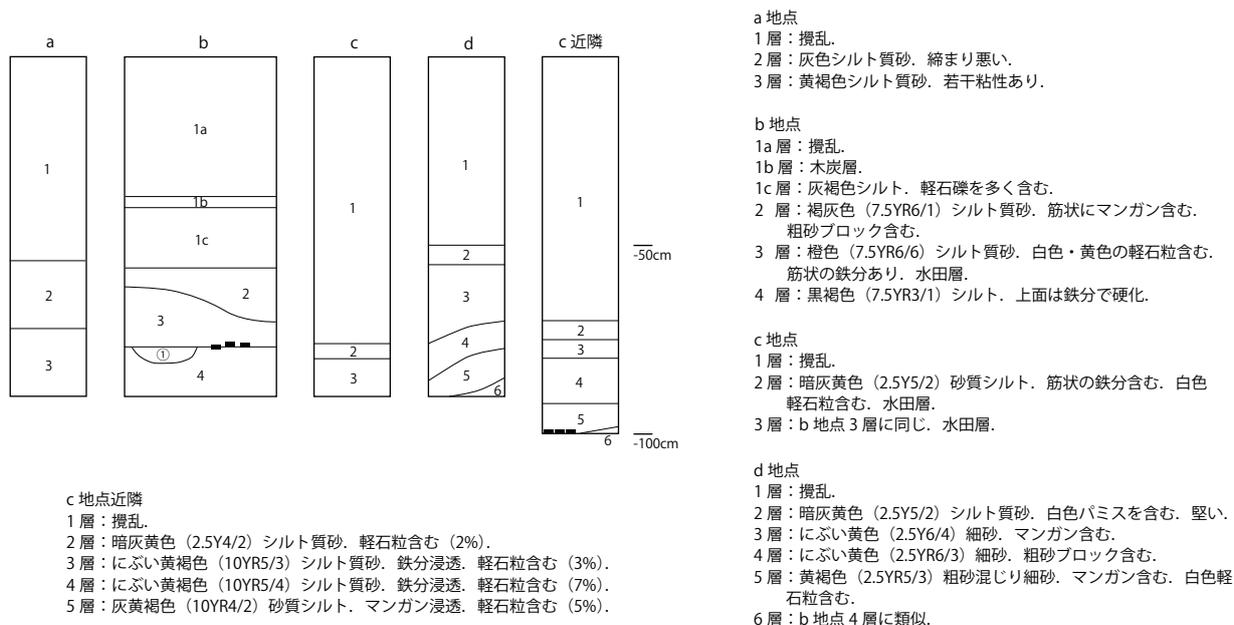 a
b
c
d
c 近隣
1
2
3
1a
1b
1c
2
3
①
4
1
2
3
1
2
3
4
5
6
1
2
3
4
5
6
-50cm
-100cm
a 地点
1 層：攪乱．
2 層：灰色シルト質砂．締まり悪い．
3 層：黄褐色シルト質砂．若干粘性あり．
b 地点
1a 層：攪乱．
1b 層：木炭層．
1c 層：灰褐色シルト．軽石礫を多く含む．
2 層：褐灰色（7.5YR6/1）シルト質砂．筋状にマンガン含む．
粗砂ブロック含む．
3 層：橙色（7.5YR6/6）シルト質砂．白色・黄色の軽石粒含む．
筋状の鉄分あり．水田層．
4 層：黒褐色（7.5YR3/1）シルト．上面は鉄分で硬化．
c 地点
1 層：攪乱．
2 層：暗灰黄色（2.5Y5/2）砂質シルト．筋状の鉄分含む．白色
軽石粒含む．水田層．
3 層：b 地点 3 層に同じ．水田層．
d 地点
1 層：攪乱．
2 層：暗灰黄色（2.5Y5/2）シルト質砂．白色パミスを含む．堅い．
3 層：にぶい黄色（2.5Y6/4）細砂．マンガン含む．
4 層：にぶい黄色（2.5YR6/3）細砂．粗砂ブロック含む．
5 層：黄褐色（2.5YR5/3）粗砂混じり細砂．マンガン含む．白色軽
石粒含む．
6 層：b 地点 4 層に類似．
c 地点近隣
1 層：攪乱．
2 層：暗灰黄色（2.5Y4/2）シルト質砂．軽石粒含む（2%）．
3 層：にぶい黄褐色（10YR5/3）シルト質砂．鉄分浸透．軽石粒含む（3%）．
4 層：にぶい黄褐色（10YR5/4）シルト質砂．鉄分浸透．軽石粒含む（7%）．
5 層：灰黄褐色（10YR4/2）砂質シルト．マンガン浸透．軽石粒含む（5%）．